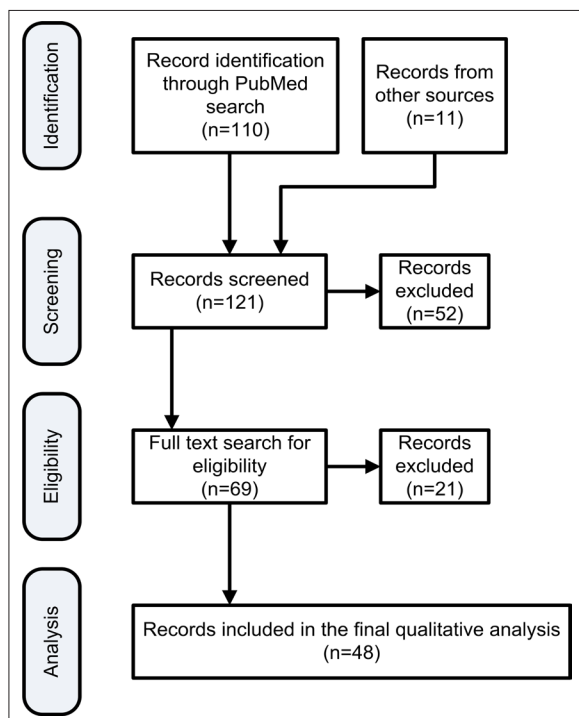 Identification
Record identification
through PubMed
search
(n=110)
Records from
other sources
(n=11)
Screening
Records screened
(n=121)
Records
excluded
(n=52)
Eligibility
Full text search for
eligibility
(n=69)
Records
excluded
(n=21)
Analysis
Records included in the final qualitative analysis
(n=48)